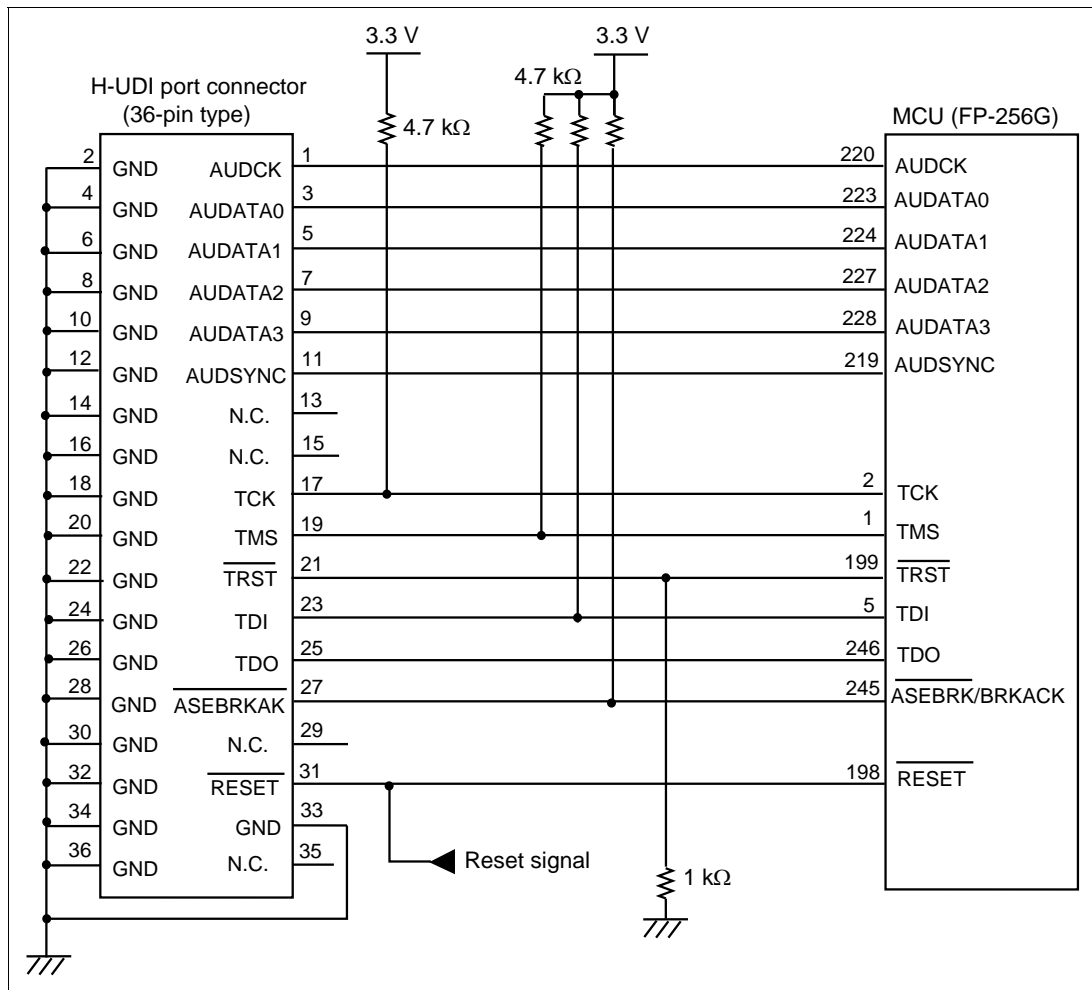 3.3 V 3.3 V
H-UDI port connector
(36-pin type)
4.7 kΩ
4.7 kΩ
MCU (FP-256G)
2 GND AUDCK 1 220 AUDCK
4 GND AUDATA0 3 223 AUDATA0
6 GND AUDATA1 5 224 AUDATA1
8 GND AUDATA2 7 227 AUDATA2
10 GND AUDATA3 9 228 AUDATA3
12 GND AUDSYNC 11 219 AUDSYNC
14 GND N.C. 13
16 GND N.C. 15
18 GND TCK 17 2 TCK
20 GND TMS 19 1 TMS
22 GND TRST 21 199 TRST
24 GND TDI 23 5 TDI
26 GND TDO 25 246 TDO
28 GND ASEBRKAK 27 245 ASEBRK/BRKACK
30 GND N.C. 29
32 GND RESET 31 198 RESET
34 GND GND 33
36 GND N.C. 35
Reset signal
1 kΩ